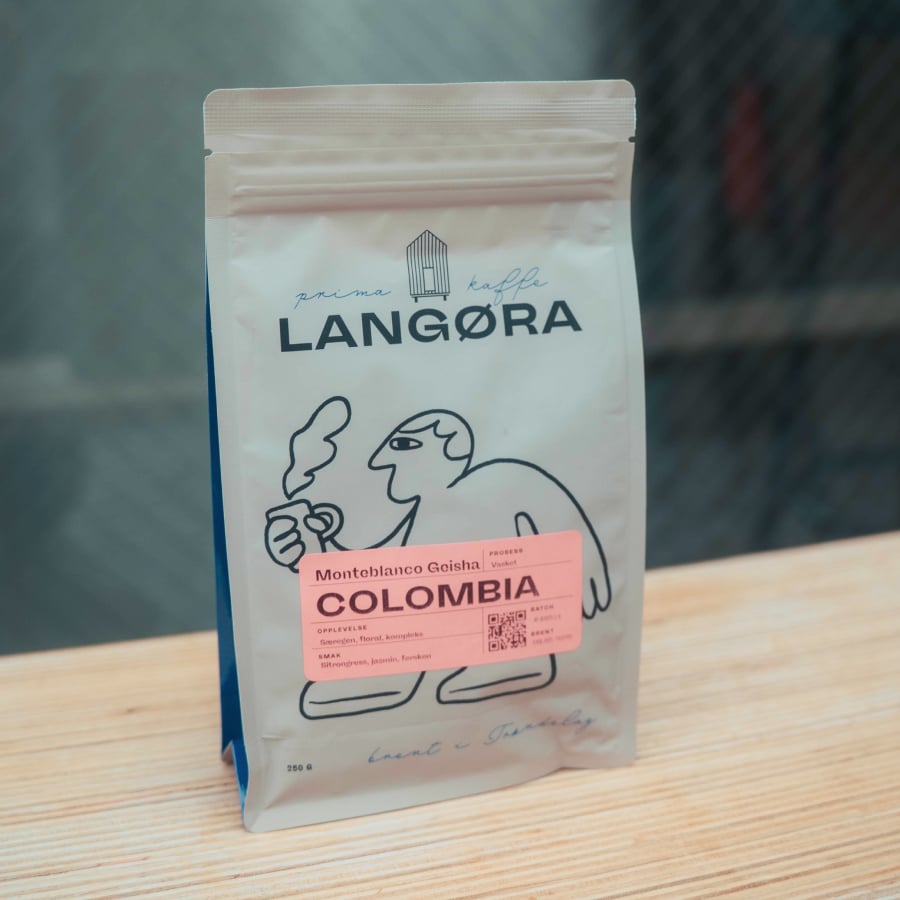 prima kaffe
LANGØRA
Monteblanco Geisha
PROSESS
Vasket
COLOMBIA
OPPLEVELSE
Særegen, floral, kompleks
SMAK
Sitrongress, jasmin, fersken
BATCH
BRENT
brent i Trøndelag
250 G